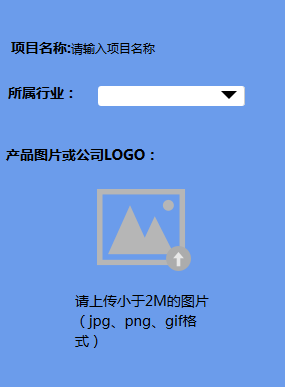 项目名称:请输入项目名称
所属行业：
产品图片或公司LOGO：
请上传小于2M的图片
（jpg、png、gif格
式）